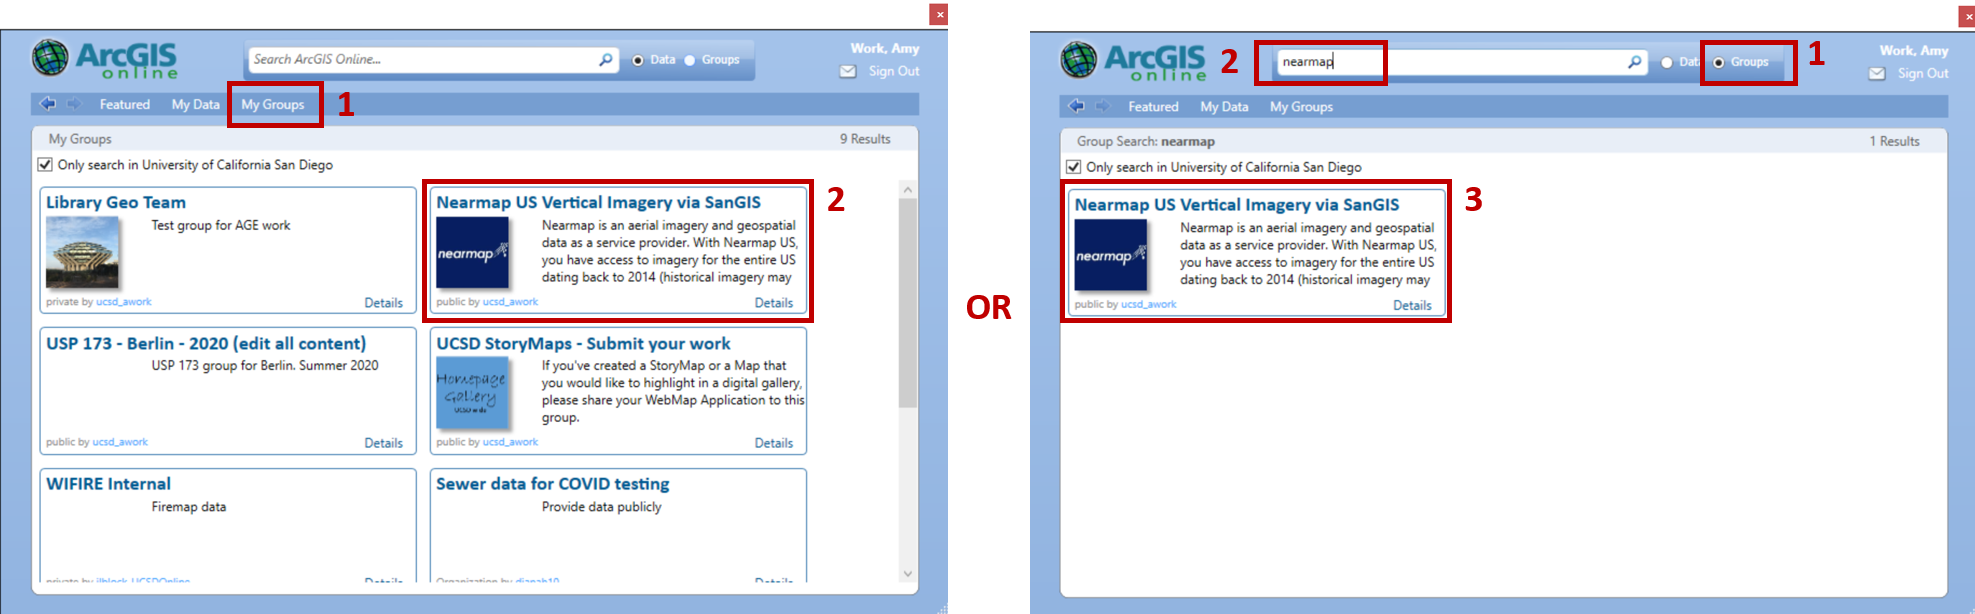 ×
ArcGIS
online
Search ArcGIS Online...
Data
Groups
Work, Amy
Sign Out
Featured
My Data
My Groups
1
My Groups
9 Results
Only search in University of California San Diego
Library Geo Team
Test group for AGE work
private by ucsd_awork
Details
Nearmap US Vertical Imagery via SanGIS
2
nearmap
Nearmap is an aerial imagery and geospatial
data as a service provider. With Nearmap US,
you have access to imagery for the entire US
dating back to 2014 (historical imagery may
public by ucsd_awork
Details
USP 173 - Berlin - 2020 (edit all content)
USP 173 group for Berlin. Summer 2020
public by ucsd_awork
Details
UCSD StoryMaps - Submit your work
Homepage
Gallery
UCSD wide
If you've created a StoryMap or a Map that
you would like to highlight in a digital gallery,
please share your WebMap Application to this
group.
public by ucsd_awork
Details
WIFIRE Internal
Firemap data
private by jlblock_UCSDOnline
Details
Sewer data for COVID testing
Provide data publicly
Organization by
Details
OR
×
ArcGIS
online
2
nearmap
Data
Groups
1
Work, Amy
Sign Out
Featured
My Data
My Groups
Group Search: nearmap
1 Results
Only search in University of California San Diego
Nearmap US Vertical Imagery via SanGIS
3
nearmap
Nearmap is an aerial imagery and geospatial
data as a service provider. With Nearmap US,
you have access to imagery for the entire US
dating back to 2014 (historical imagery may
public by ucsd_awork
Details